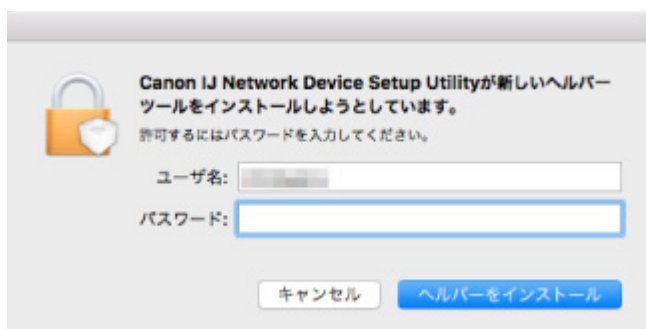 Canon IJ Network Device Setup Utilityが新しいヘルパー
ツールをインストールしようとしています。
許可するにはパスワードを入力してください。
ユーザ名:
パスワード:
キャンセル
ヘルパーをインストール